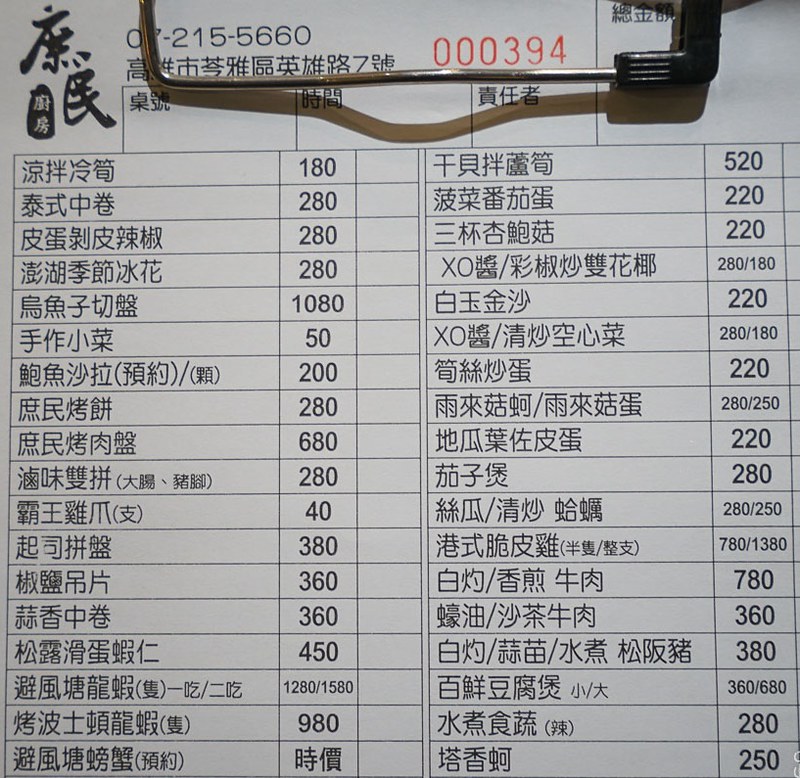 庶民
廚房
07-215-5660
高雄市苓雅區英雄路7號
000394
總金額
桌號 時間 責任者
涼拌冷筍 180
泰式中卷 280
皮蛋剝皮辣椒 280
澎湖季節冰花 280
烏魚子切盤 1080
手作小菜 50
鮑魚沙拉(預約)/(顆) 200
庶民烤餅 280
庶民烤肉盤 680
滷味雙拼(大腸、豬腳) 280
霸王雞爪(支) 40
起司拼盤 380
椒鹽吊片 360
蒜香中卷 360
松露滑蛋蝦仁 450
避風塘龍蝦(隻)一吃/二吃 1280/1580
烤波士頓龍蝦(隻) 980
避風塘螃蟹(預約) 時價
干貝拌蘆筍 520
菠菜番茄蛋 220
三杯杏鮑菇 220
XO醬/彩椒炒雙花椰 280/180
白玉金沙 220
XO醬/清炒空心菜 280/180
筍絲炒蛋 220
雨來菇蚵/雨來菇蛋 280/250
地瓜葉佐皮蛋 220
茄子煲 280
絲瓜/清炒 蛤蠣 280/250
港式脆皮雞(半隻/整支) 780/1380
白灼/香煎 牛肉 780
蠔油/沙茶牛肉 360
白灼/蒜苗/水煮 松阪豬 380
百鮮豆腐煲 小/大 360/680
水煮食蔬(辣) 280
塔香蚵 250